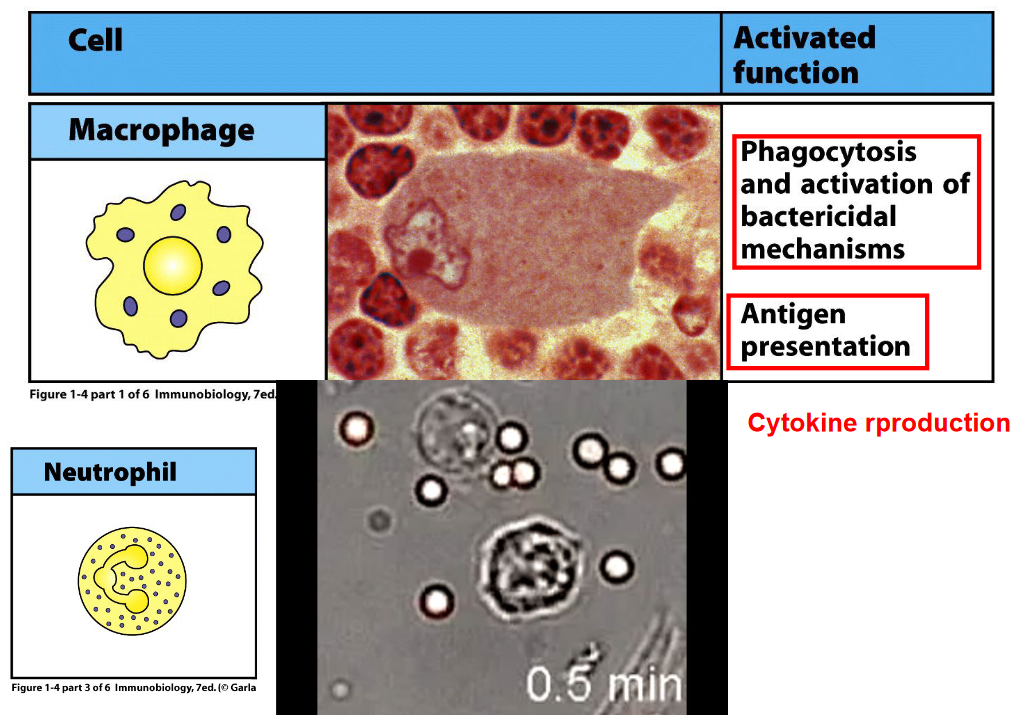 Cell
Activated
function
Macrophage
Phagocytosis
and activation of
bactericidal
mechanisms
Antigen
presentation
Figure 1-4 part 1 of 6 Immunobiology, 7ed.
Cytokine rproduction
Neutrophil
0.5 min
Figure 1-4 part 3 of 6 Immunobiology, 7ed. (© Garla